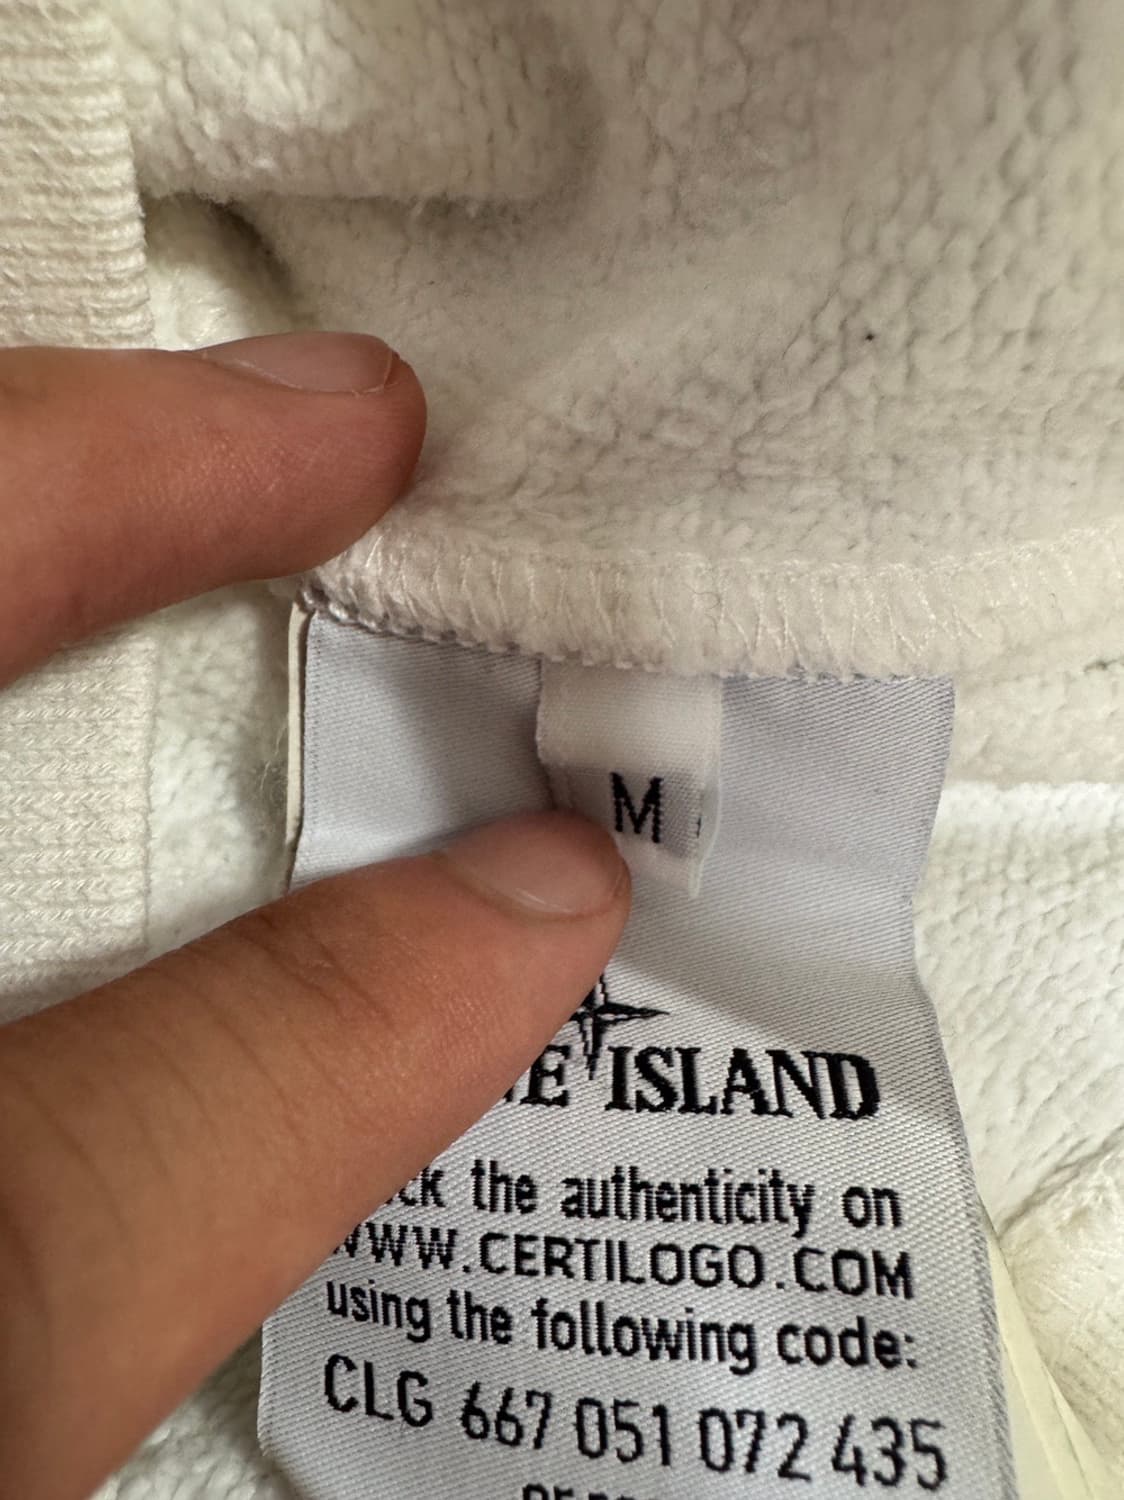 M
ISLAND
the authenticity on
WWW.CERTILOGO.COM
using the following code:
CLG 667 051 072 435